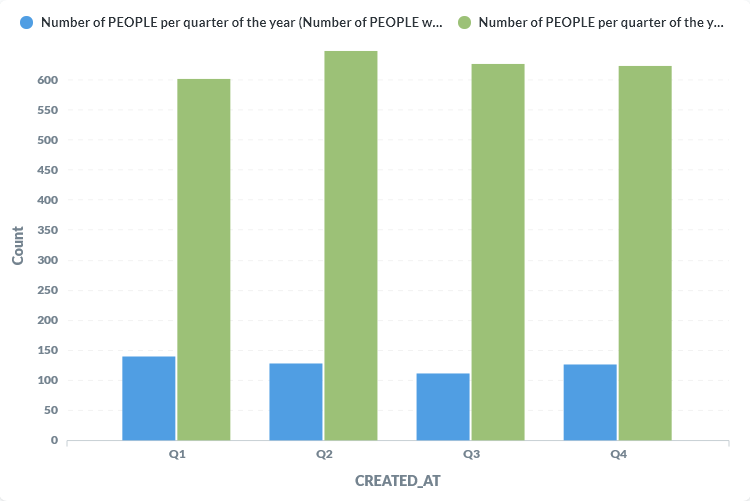 Number of PEOPLE per quarter of the year (Number of PEOPLE w...
Number of PEOPLE per quarter of the y...
600
550
500
450
400
350
300
250
200
150
100
50
0
Count
Q1
Q2
Q3
Q4
CREATED_AT